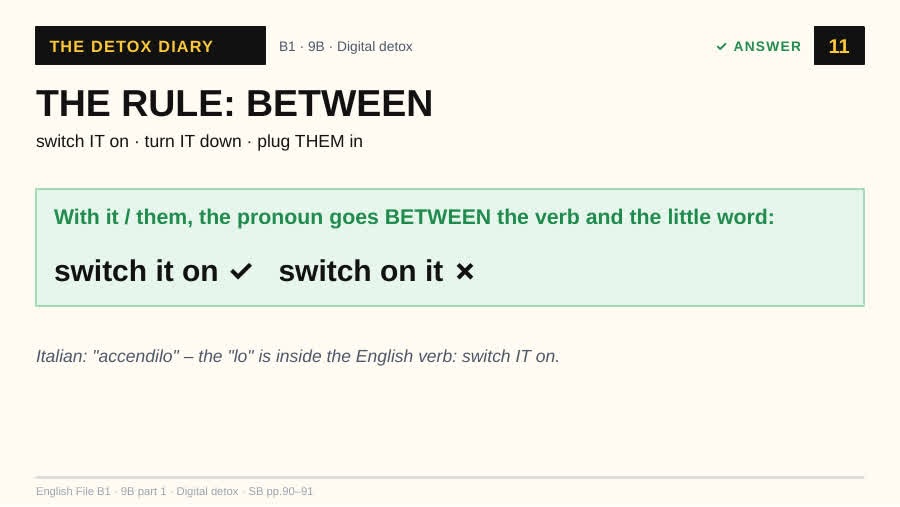 THE DETOX DIARY
B1 · 9B · Digital detox
✓ ANSWER
11
THE RULE: BETWEEN
switch IT on · turn IT down · plug THEM in
With it / them, the pronoun goes BETWEEN the verb and the little word:
switch it on ✓ switch on it ✗
Italian: "accendilo" – the "lo" is inside the English verb: switch IT on.
English File B1 · 9B part 1 · Digital detox · SB pp.90–91